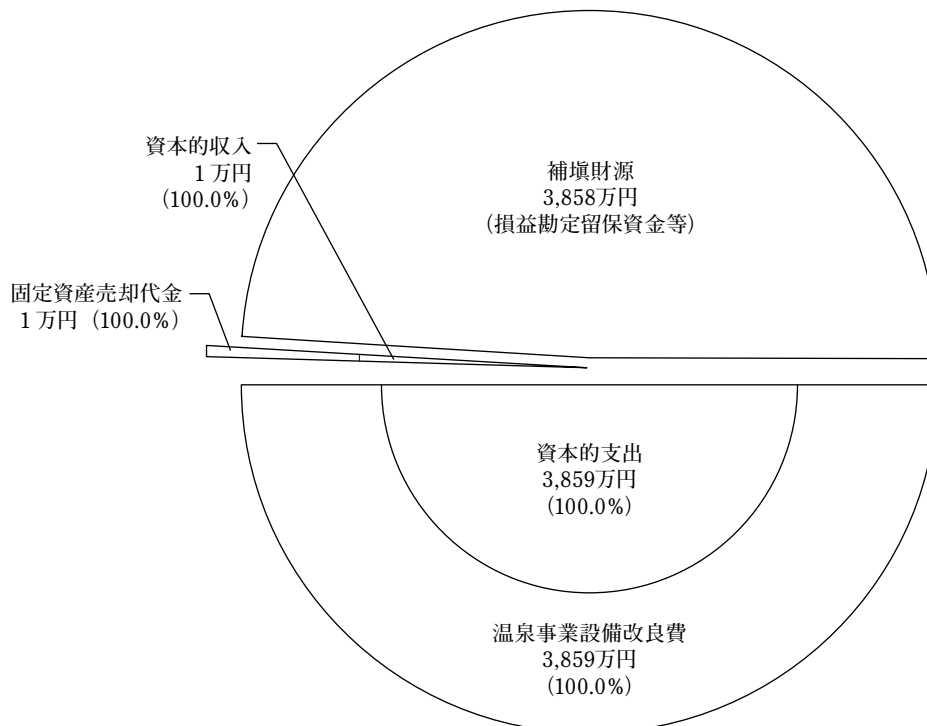 資本的収入
1万円
(100.0%)
補塡財源
3,858万円
(損益勘定留保資金等)
固定資産売却代金
1万円 (100.0%)
資本的支出
3,859万円
(100.0%)
温泉事業設備改良費
3,859万円
(100.0%)